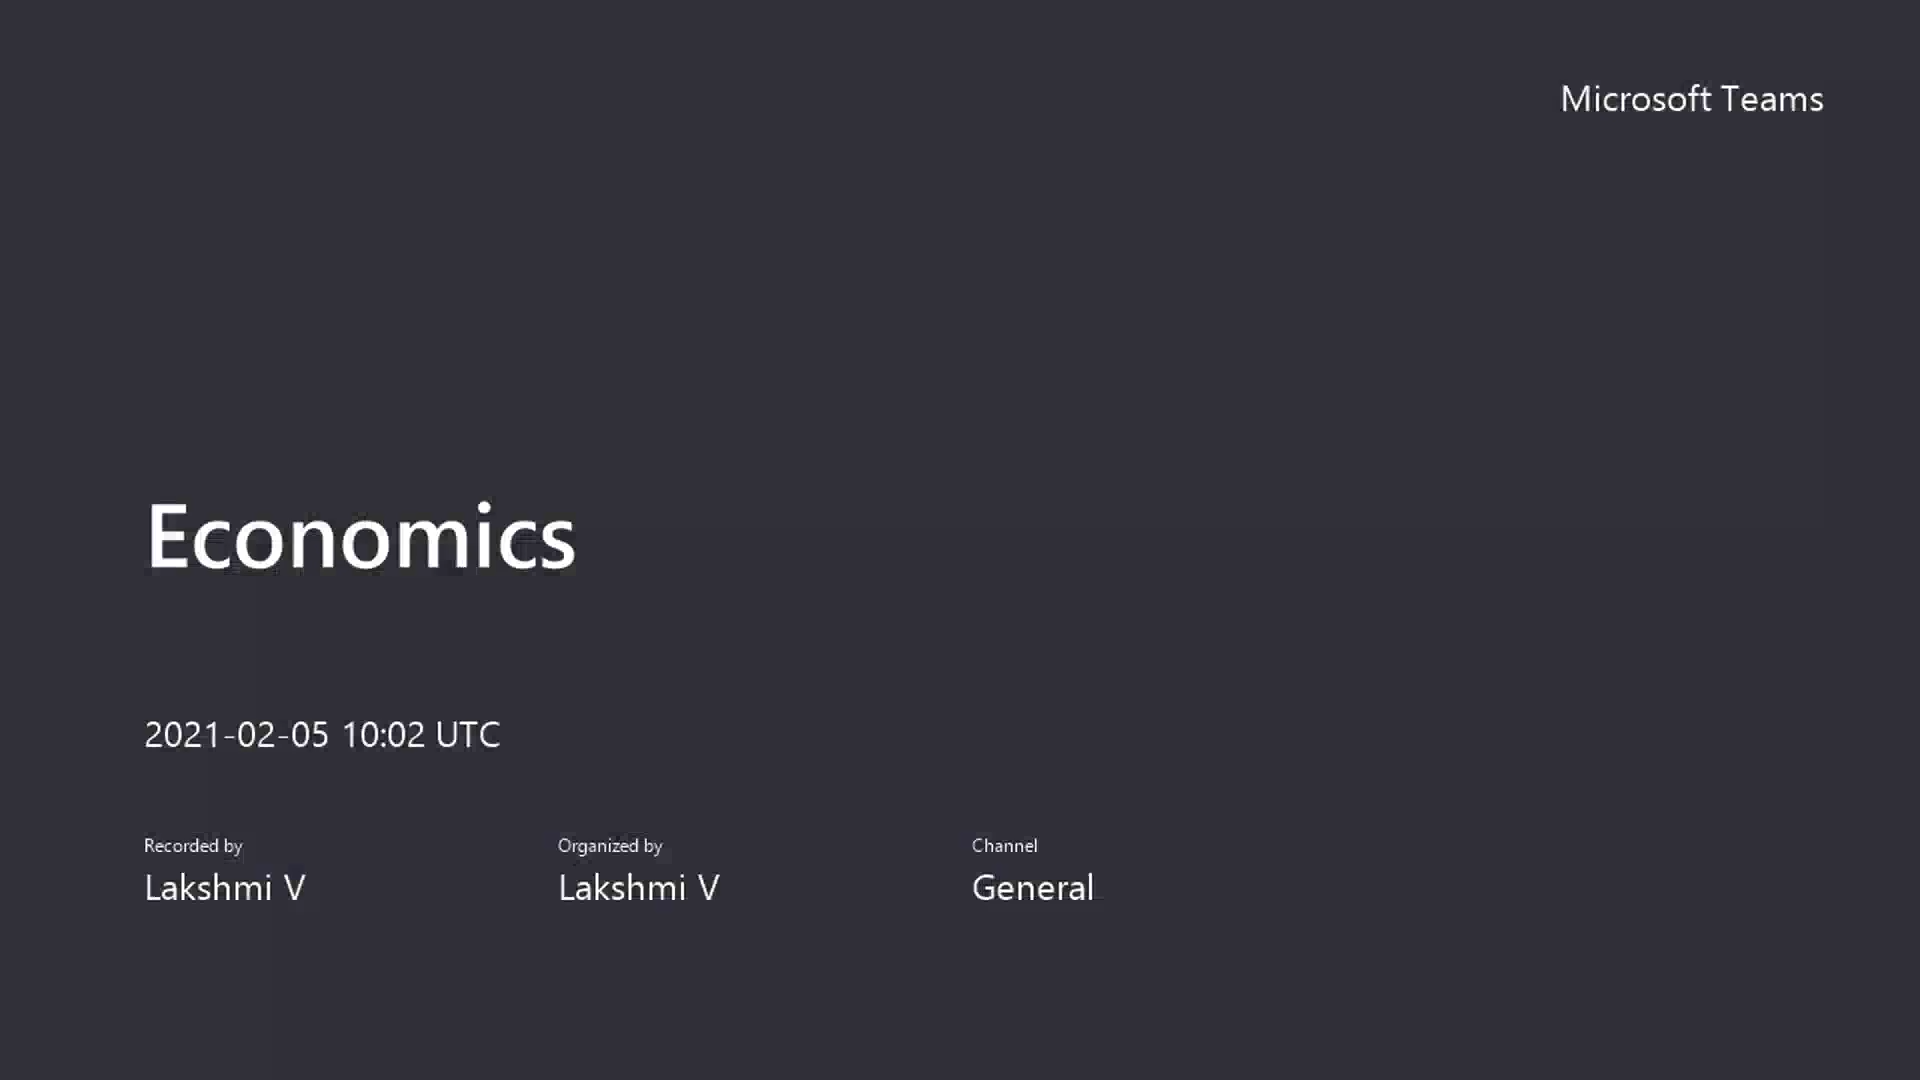 Microsoft Teams
Economics
2021-02-05 10:02 UTC
Recorded by
Lakshmi V
Organized by
Lakshmi V
Channel
General